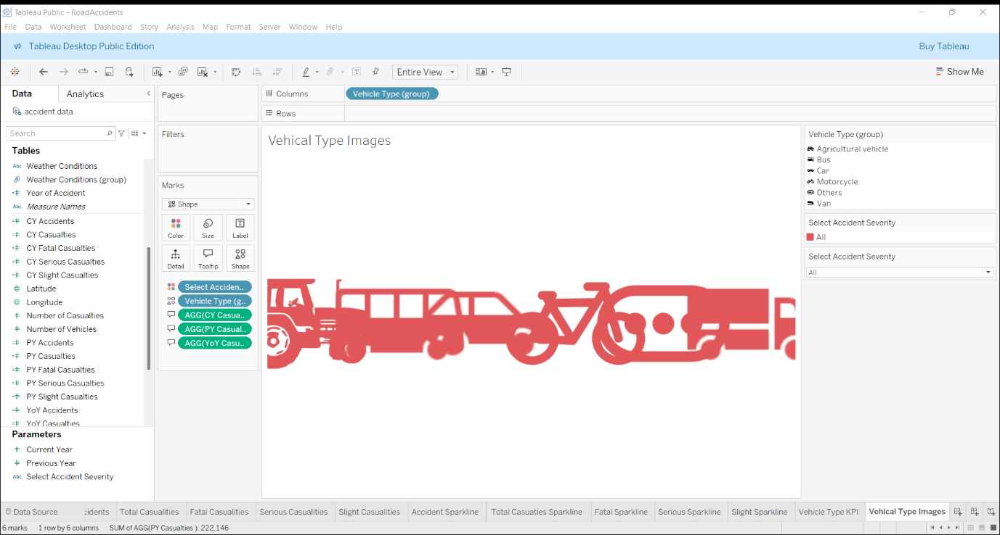 Tableau Public - RoadAccidents
File Data Worksheet Dashboard Story Analysis Map Format Server Window Help
Tableau Desktop Public Edition
Buy Tableau
Entire View
Show Me
Data
Analytics
accident data
Search
Tables
Abc Weather Conditions
Weather Conditions (group)
Year of Accident
Abc Measure Names
CY Accidents
CY Casualties
CY Fatal Casualties
CY Serious Casualties
CY Slight Casualties
Latitude
Longitude
Number of Casualties
Number of Vehicles
PY Accidents
PY Casualties
PY Fatal Casualties
PY Serious Casualties
PY Slight Casualties
YoY Accidents
YoY Casualties
Parameters
Current Year
Previous Year
Abc Select Accident Severity
Pages
Filters
Marks
Shape
Color Size Label
Detail Tooltip Shape
Select Acciden..
Vehicle Type (g..
AGG(CY Casua..
AGG(PY Casual..
AGG(YoY Casu..
Columns
Vehicle Type (group)
Rows
Vehical Type Images
Vehicle Type (group)
Agricultural vehicle
Bus
Car
Motorcycle
Others
Van
Select Accident Severity
All
Select Accident Severity
All
Data Source
cidents
Total Casualities
Fatal Casualities
Serious Casualities
Slight Casualities
Accident Sparkline
Total Casuaties Sparkline
Fatal Sparkline
Serious Sparkline
Slight Sparkline
Vehicle Type KPI
Vehical Type Images
6 marks 1 row by 6 columns SUM of AGG(PY Casualties ): 222,146